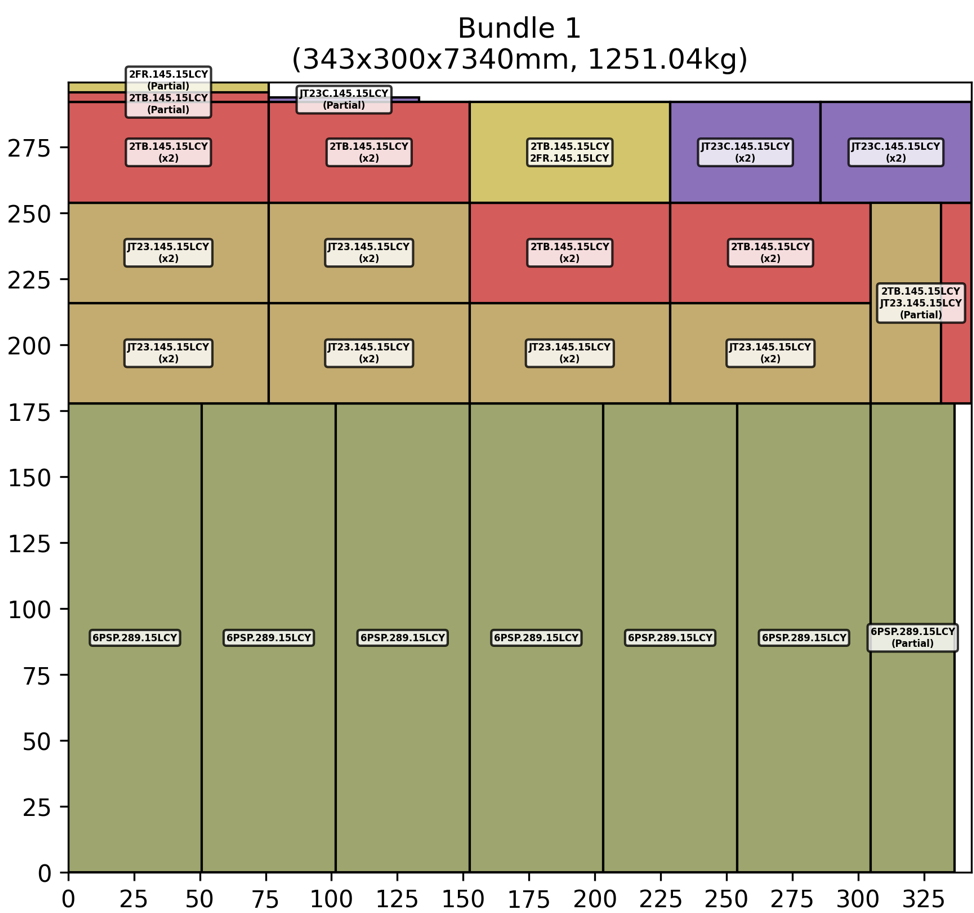 Bundle 1
(343x300x7340mm, 1251.04kg)
2FR.145.15LCY
(Partial)
2TB.145.15LCY
(Partial)
JT23C.145.15LCY
(Partial)
2TB.145.15LCY
(x2)
2TB.145.15LCY
(x2)
2TB.145.15LCY
2FR.145.15LCY
JT23C.145.15LCY
(x2)
JT23C.145.15LCY
(x2)
JT23.145.15LCY
(x2)
JT23.145.15LCY
(x2)
2TB.145.15LCY
(x2)
2TB.145.15LCY
(x2)
2TB.145.15LCY
JT23.145.15LCY
(Partial)
JT23.145.15LCY
(x2)
JT23.145.15LCY
(x2)
JT23.145.15LCY
(x2)
JT23.145.15LCY
(x2)
6PSP.289.15LCY
6PSP.289.15LCY
6PSP.289.15LCY
6PSP.289.15LCY
6PSP.289.15LCY
6PSP.289.15LCY
6PSP.289.15LCY
(Partial)
275
250
225
200
175
150
125
100
75
50
25
0
0 25 50 75 100 125 150 175 200 225 250 275 300 325